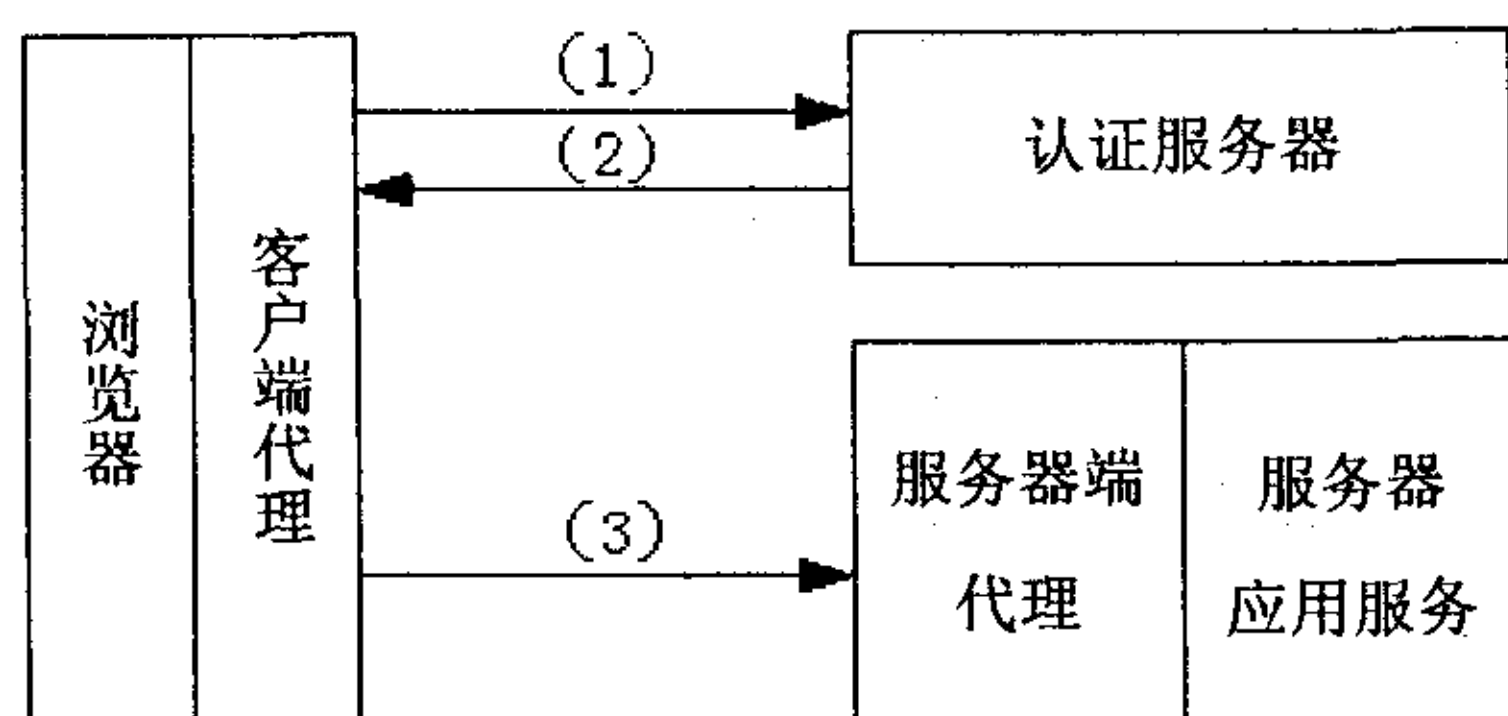 (1)
认证服务器
(2)
浏览器
客户端代理
(3)
服务器端
代理
服务器
应用服务